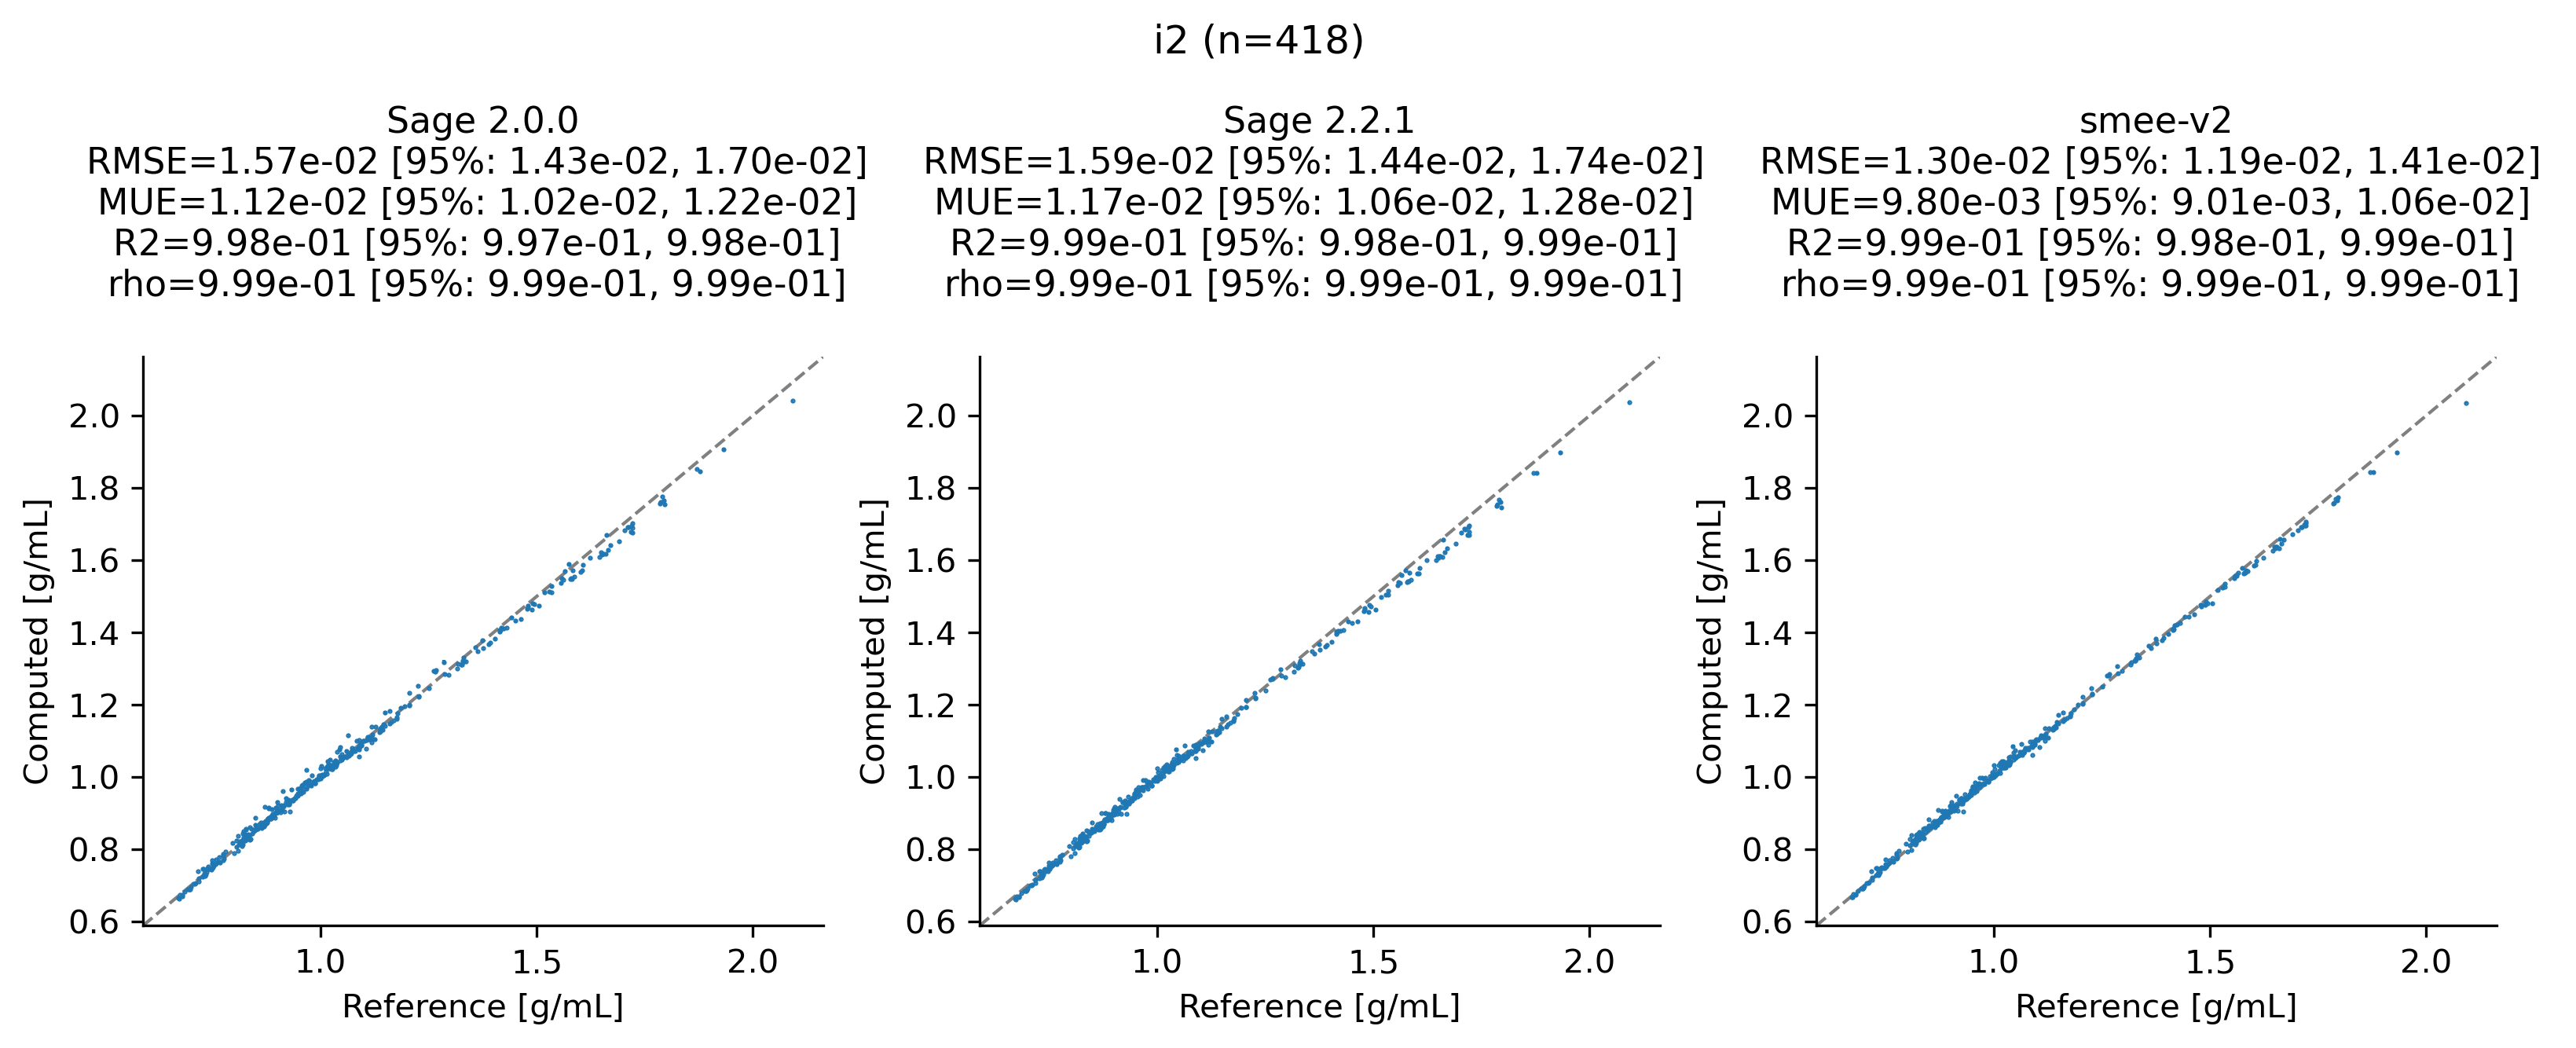 i2 (n=418)
Sage 2.0.0
RMSE=1.57e-02 [95%: 1.43e-02, 1.70e-02]
MUE=1.12e-02 [95%: 1.02e-02, 1.22e-02]
R2=9.98e-01 [95%: 9.97e-01, 9.98e-01]
rho=9.99e-01 [95%: 9.99e-01, 9.99e-01]
2.0
1.8
1.6
1.4
1.2
1.0
0.8
0.6
Computed [g/mL]
1.0 1.5 2.0
Reference [g/mL]
Sage 2.2.1
RMSE=1.59e-02 [95%: 1.44e-02, 1.74e-02]
MUE=1.17e-02 [95%: 1.06e-02, 1.28e-02]
R2=9.99e-01 [95%: 9.98e-01, 9.99e-01]
rho=9.99e-01 [95%: 9.99e-01, 9.99e-01]
2.0
1.8
1.6
1.4
1.2
1.0
0.8
0.6
Computed [g/mL]
1.0 1.5 2.0
Reference [g/mL]
smee-v2
RMSE=1.30e-02 [95%: 1.19e-02, 1.41e-02]
MUE=9.80e-03 [95%: 9.01e-03, 1.06e-02]
R2=9.99e-01 [95%: 9.98e-01, 9.99e-01]
rho=9.99e-01 [95%: 9.99e-01, 9.99e-01]
2.0
1.8
1.6
1.4
1.2
1.0
0.8
0.6
Computed [g/mL]
1.0 1.5 2.0
Reference [g/mL]